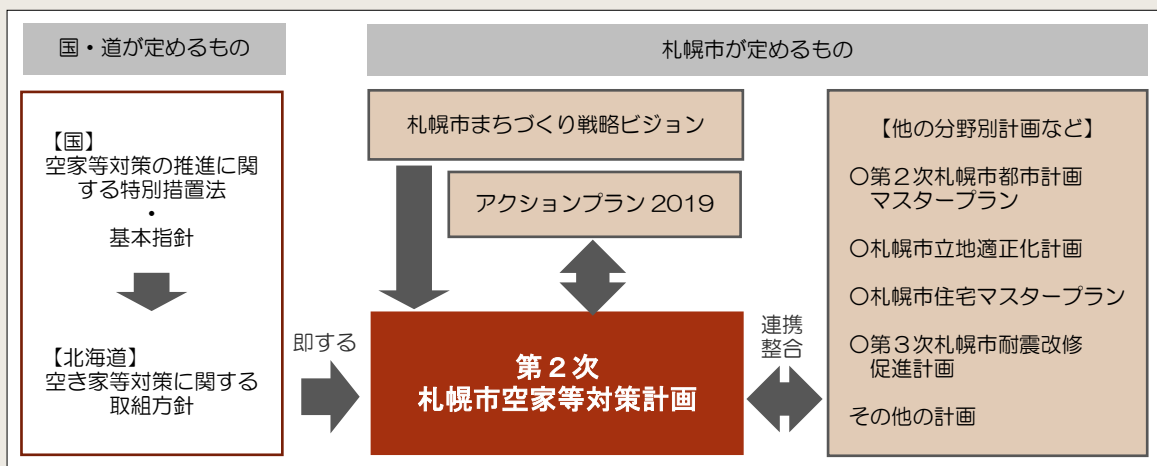 国・道が定めるもの
札幌市が定めるもの
【国】
空家等対策の推進に関
する特別措置法
・
基本指針
【北海道】
空き家等対策に関する
取組方針
即する
札幌市まちづくり戦略ビジョン
アクションプラン 2019
第2次
札幌市空家等対策計画
連携
整合
【他の分野別計画など】
○第2次札幌市都市計画
マスタープラン
○札幌市立地適正化計画
○札幌市住宅マスタープラン
○第3次札幌市耐震改修
促進計画
その他の計画